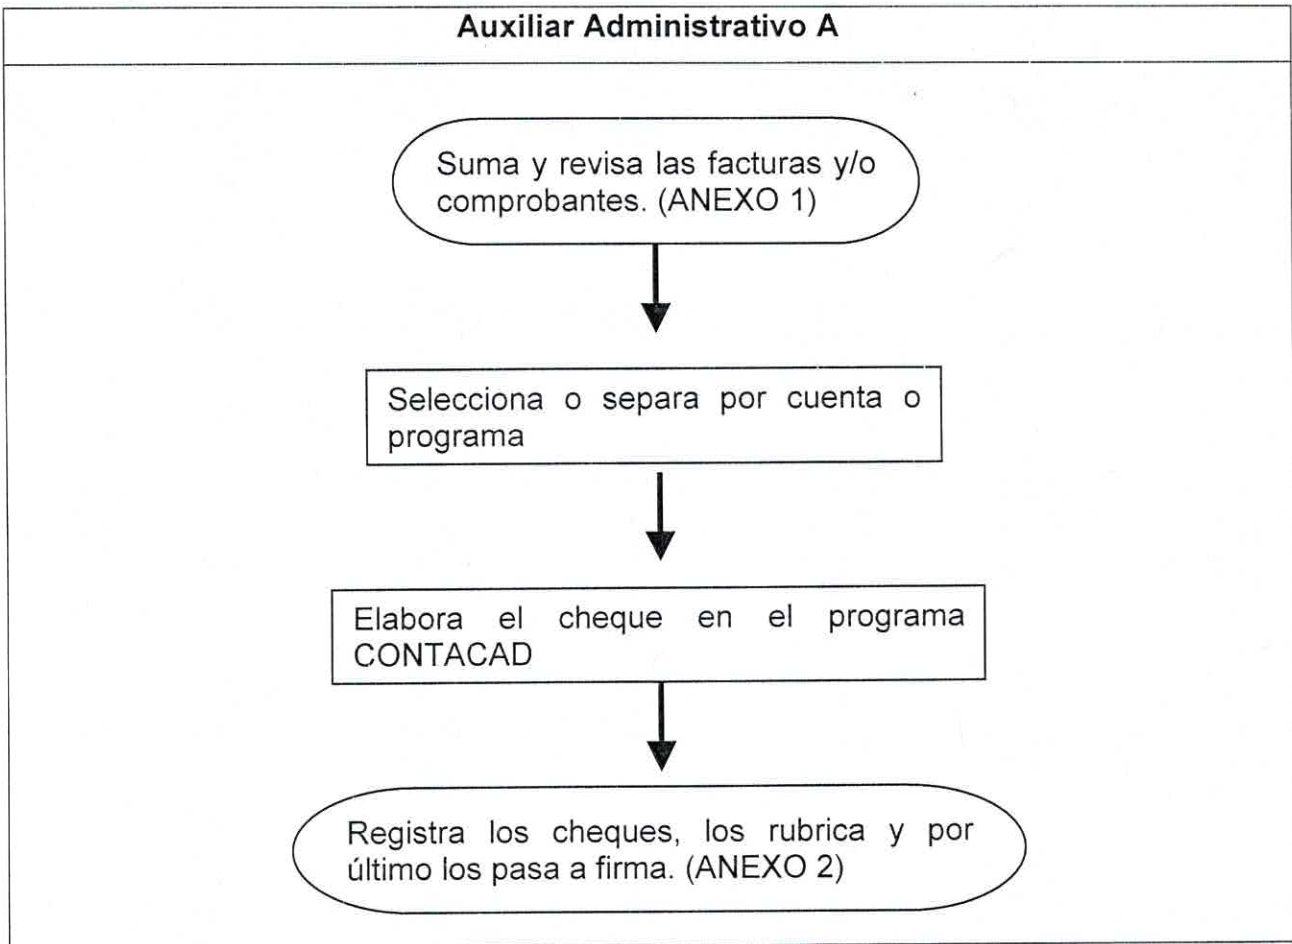 Auxiliar Administrativo A
Suma y revisa las facturas y/o
comprobantes. (ANEXO 1)
Selecciona o separa por cuenta o
programa
Elabora el cheque en el programa
CONTACAD
Registra los cheques, los rubrica y por
último los pasa a firma. (ANEXO 2)